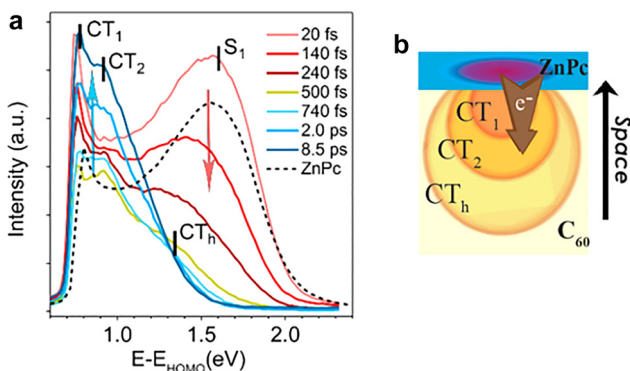 a
CT1
CT2
S1
20 fs
140 fs
240 fs
500 fs
740 fs
2.0 ps
8.5 ps
ZnPc
CTh
Intensity (a.u.)
1.0 1.5 2.0
E-EHOMO(eV)
b
ZnPc
e-
CT1
CT2
CTh
C60
Space